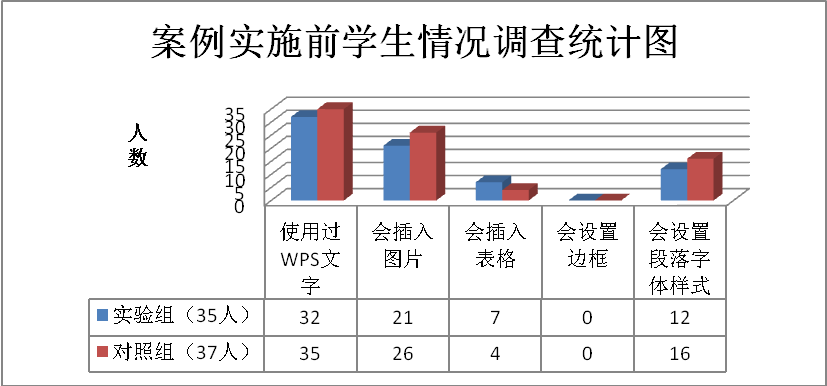 案例实施前学生情况调查统计图
人
数
35
30
25
20
15
10
5
0
使用过
WPS文
字
会插入
图片
会插入
表格
会设置
边框
会设置
段落字
体样式
实验组（35人） 32 21 7 0 12
对照组（37人） 35 26 4 0 16